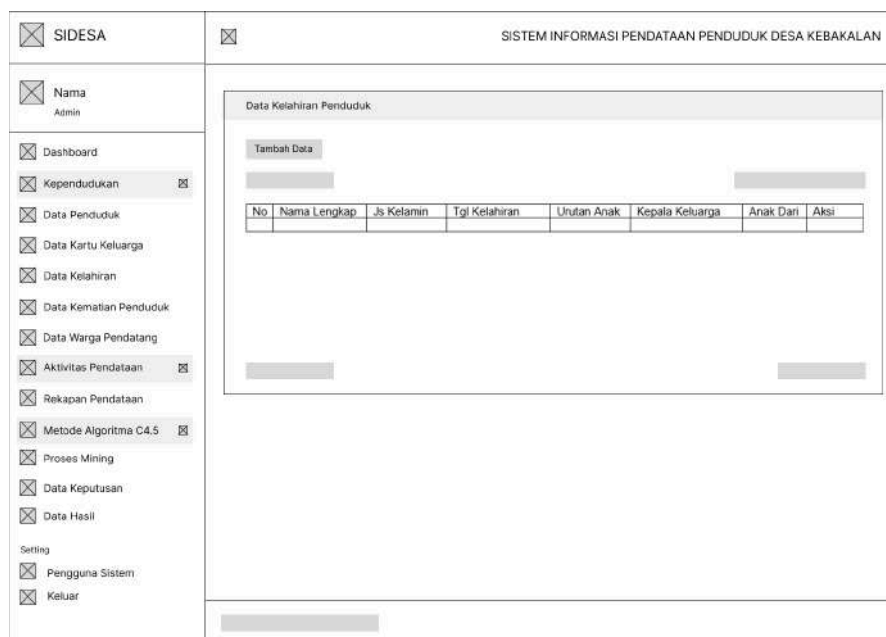 SIDESA
SISTEM INFORMASI PENDATAAN PENDUDUK DESA KEBAKALAN
Nama
Admin
Dashboard
Kependudukan
Data Penduduk
Data Kartu Keluarga
Data Kelahiran
Data Kematian Penduduk
Data Warga Pendatang
Aktivitas Pendataan
Rekapan Pendataan
Metode Algoritma C4.5
Proses Mining
Data Keputusan
Data Hasil
Setting
Pengguna Sistem
Keluar
Data Kelahiran Penduduk
Tambah Data
No Nama Lengkap Js Kelamin Tgl Kelahiran Urutan Anak Kepala Keluarga Anak Dari Aksi